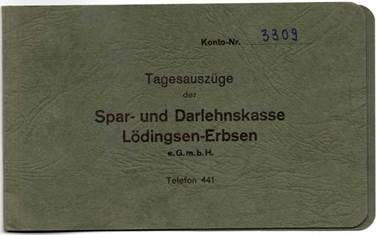 Konto-Nr. 3309
Tagesauszüge
der
Spar- und Darlehnskasse
Lödingsen-Erbsen
e. G. m. b. H.
Telefon 441